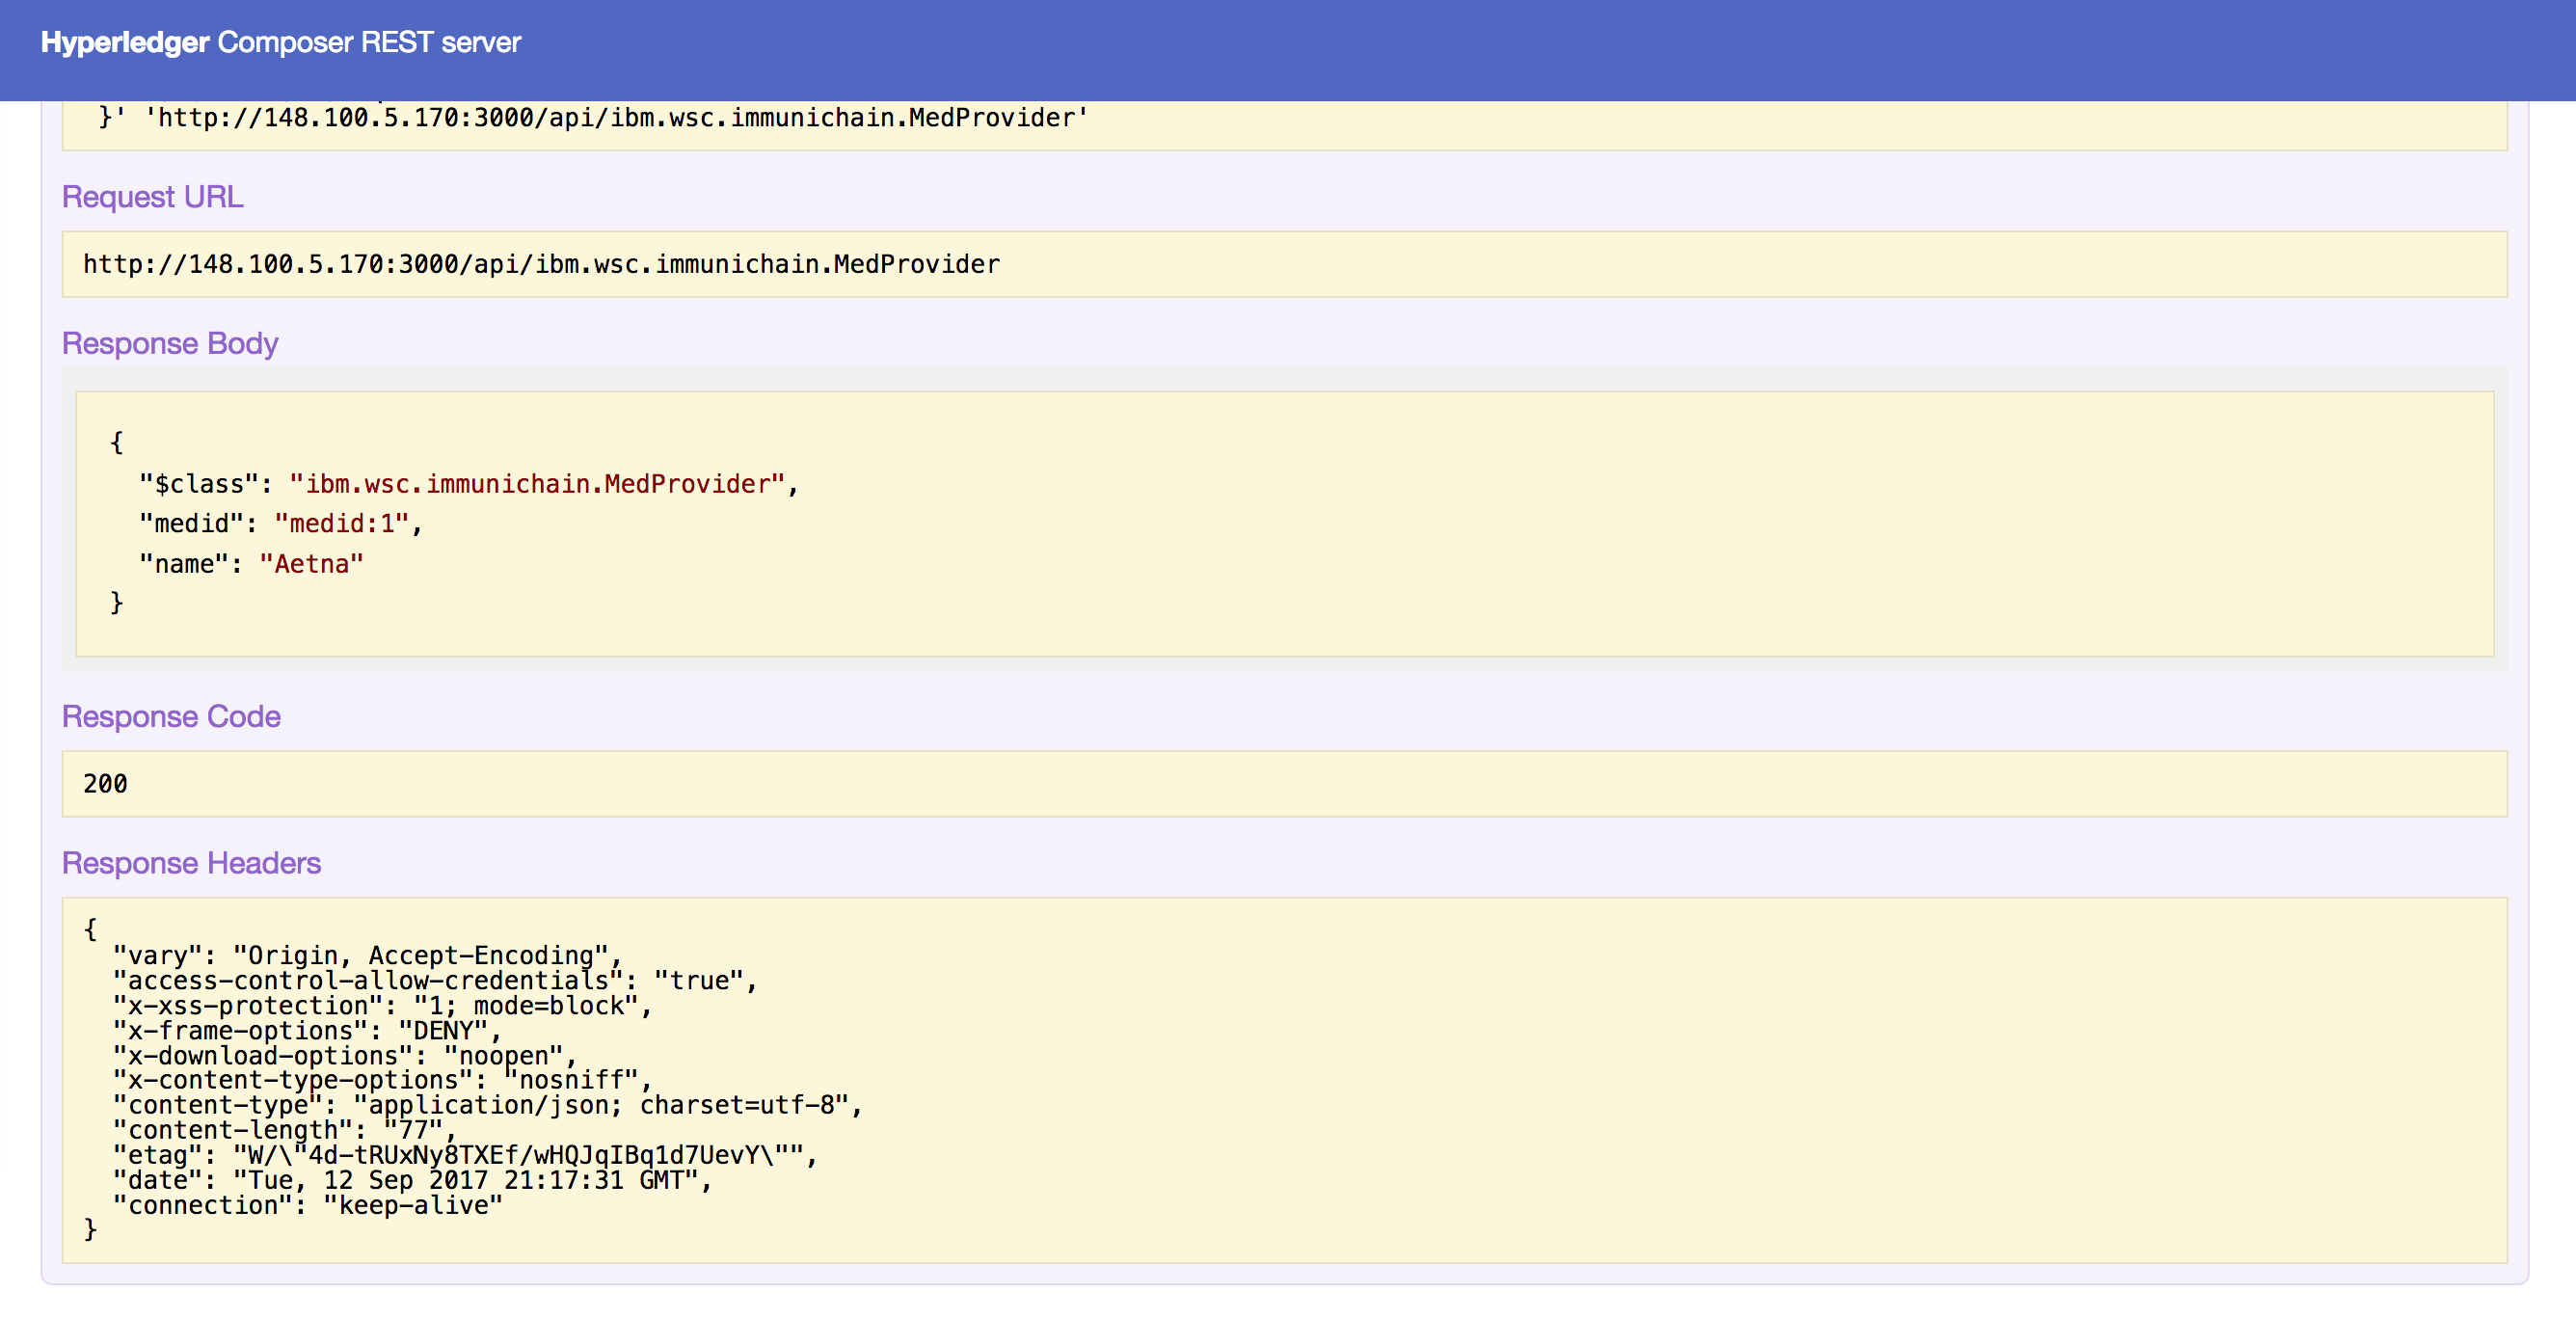 Hyperledger Composer REST server
}' 'http://148.100.5.170:3000/api/ibm.wsc.immunichain.MedProvider'
Request URL
http://148.100.5.170:3000/api/ibm.wsc.immunichain.MedProvider
Response Body
{
  "$class": "ibm.wsc.immunichain.MedProvider",
  "medid": "medid:1",
  "name": "Aetna"
}
Response Code
200
Response Headers
{
  "vary": "Origin, Accept-Encoding",
  "access-control-allow-credentials": "true",
  "x-xss-protection": "1; mode=block",
  "x-frame-options": "DENY",
  "x-download-options": "noopen",
  "x-content-type-options": "nosniff",
  "content-type": "application/json; charset=utf-8",
  "content-length": "77",
  "etag": "W/\"4d-tRUxNy8TXEf/wHQJqIBq1d7UevY\"",
  "date": "Tue, 12 Sep 2017 21:17:31 GMT",
  "connection": "keep-alive"
}